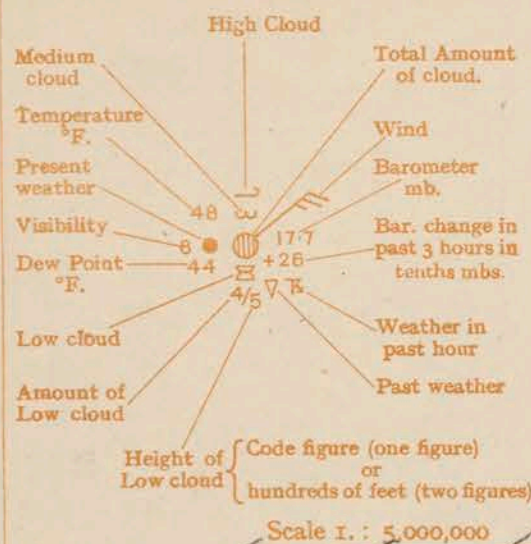 High Cloud
Medium
cloud
Total Amount
of cloud.
Temperature
°F.
Wind
Present
weather
Barometer
mb.
48
Visibility
6
17.7
Bar. change in
past 3 hours in
tenths mbs.
+26
Dew Point
°F.
44
4/5
Low cloud
Weather in
past hour
Amount of
Low cloud
Past weather
Height of
Low cloud
Code figure (one figure)
or
hundreds of feet (two figures)
Scale 1. : 5,000,000